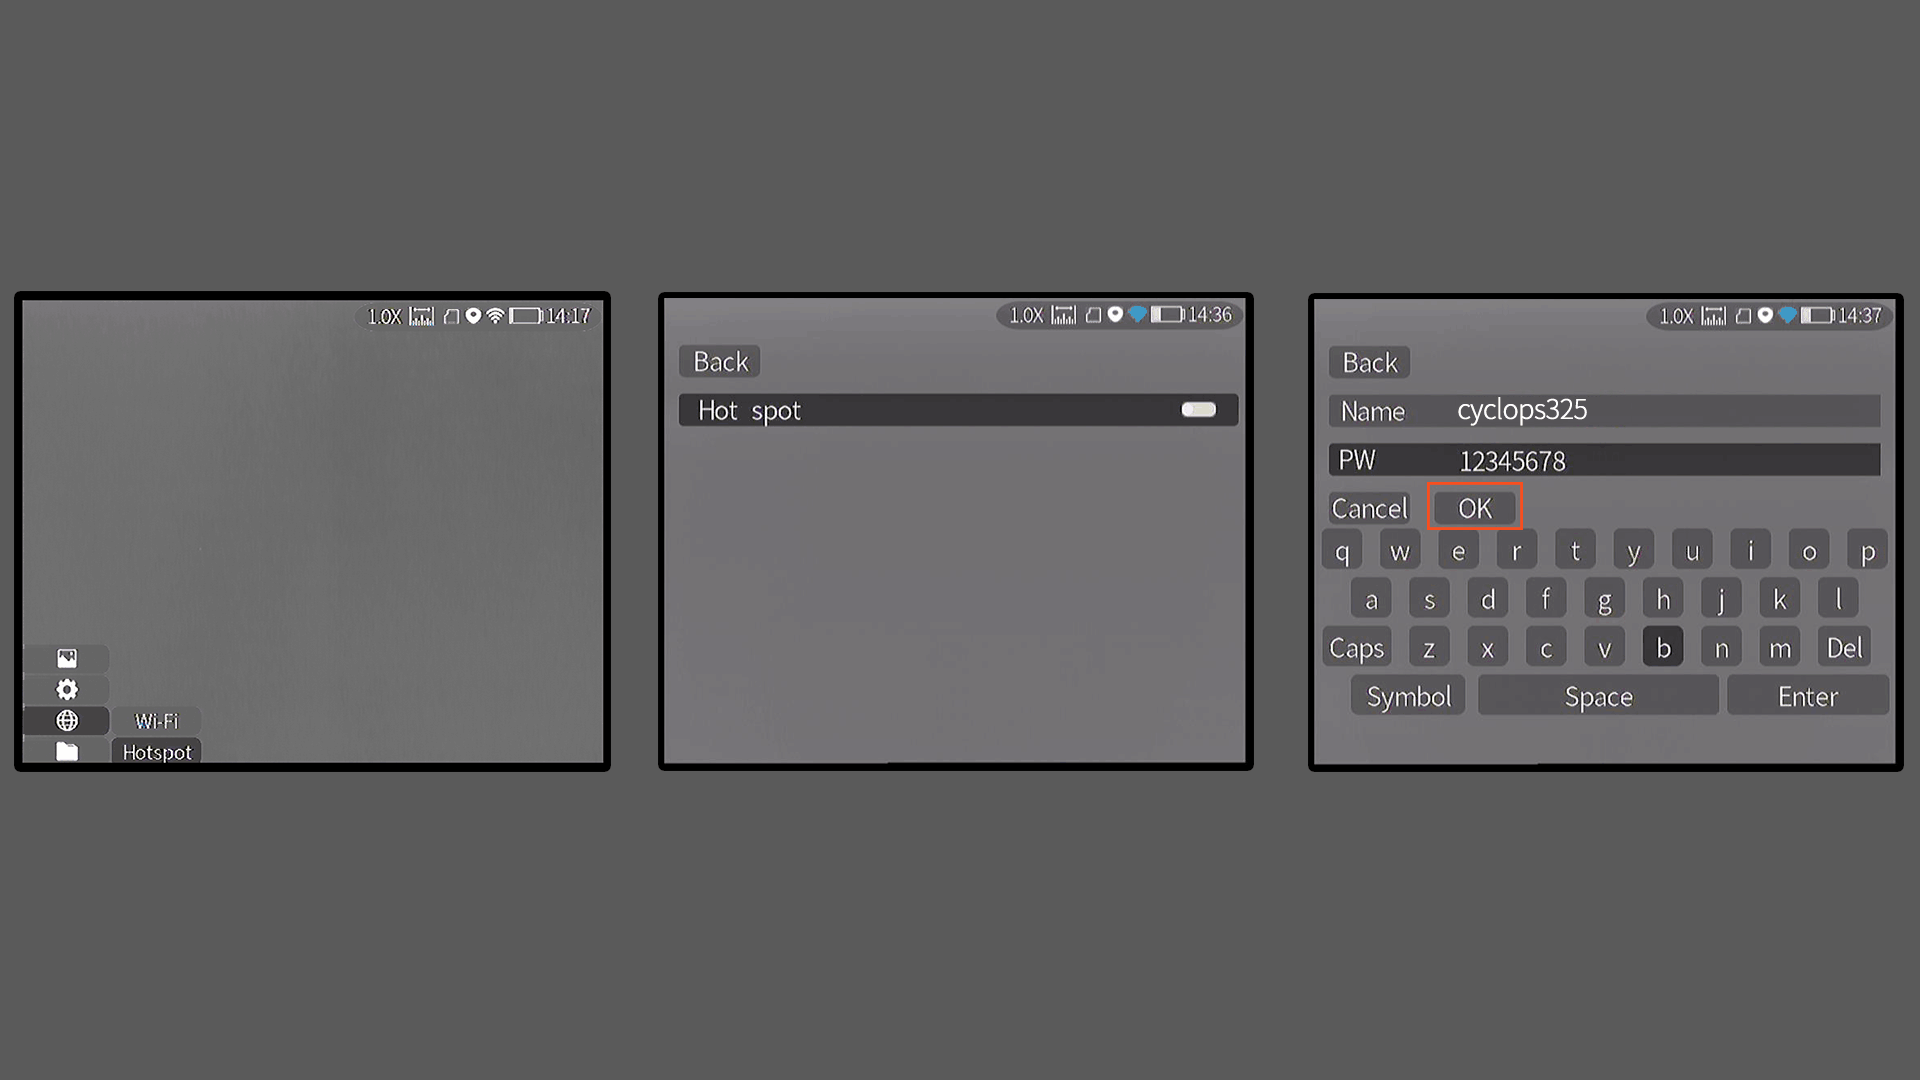 1.0X 14:17
Wi-Fi
Hotspot
1.0X 14:36
Back
Hot spot
1.0X 14:37
Back
Name cyclops325
PW 12345678
Cancel OK
q w e r t y u i o p
a s d f g h j k l
Caps z x c v b n m Del
Symbol Space Enter